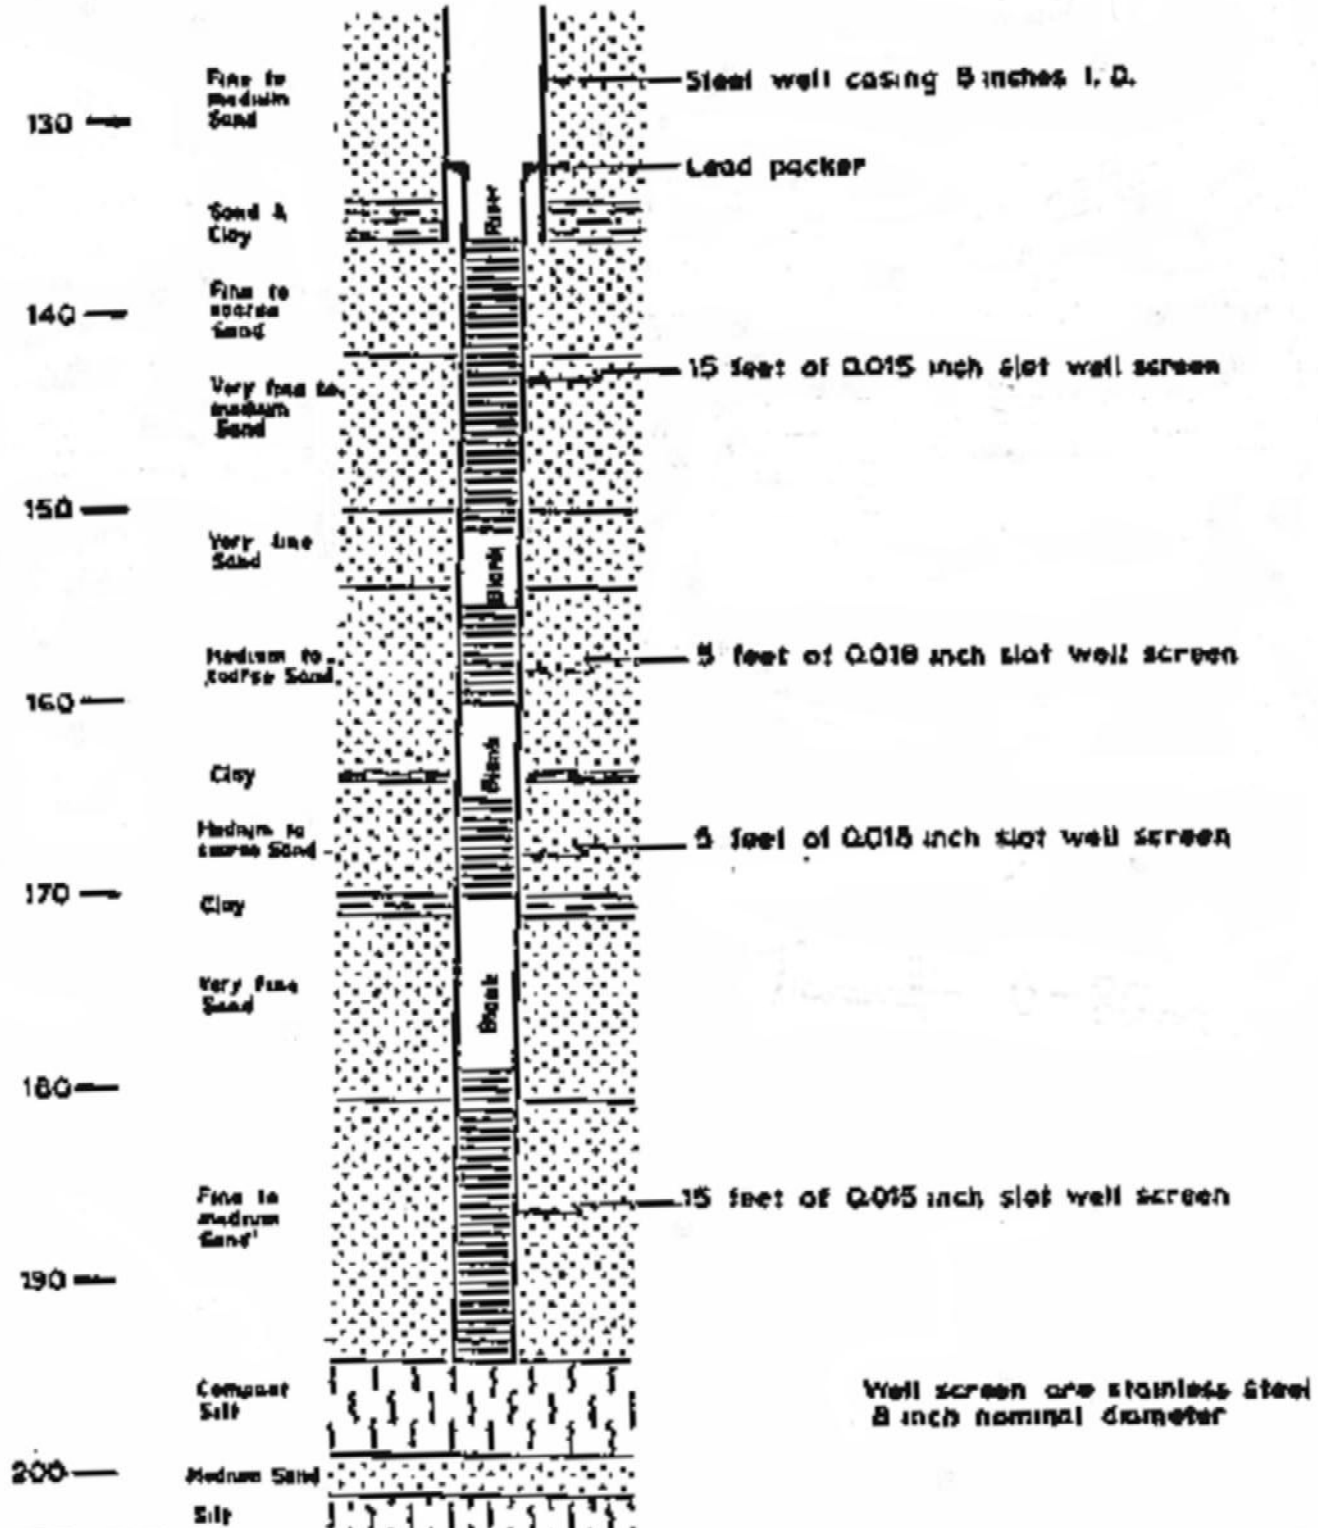 Fine to
medium
Sand
Steel well casing 8 inches I. D.
130
Lead packer
Riser
Sand &
Clay
Fine to
coarse
Sand
140
15 feet of 0.015 inch slot well screen
Very fine to
medium
Sand
150
Very fine
Sand
Blank
Medium to
coarse Sand
5 feet of 0.018 inch slot well screen
160
Blank
Clay
Medium to
coarse Sand
5 feet of 0.018 inch slot well screen
170
Clay
Very fine
Sand
Blank
180
Fine to
medium
Sand
15 feet of 0.015 inch slot well screen
190
Compact
Silt
Well screen are stainless steel
8 inch nominal diameter
200
Medium Sand
Silt